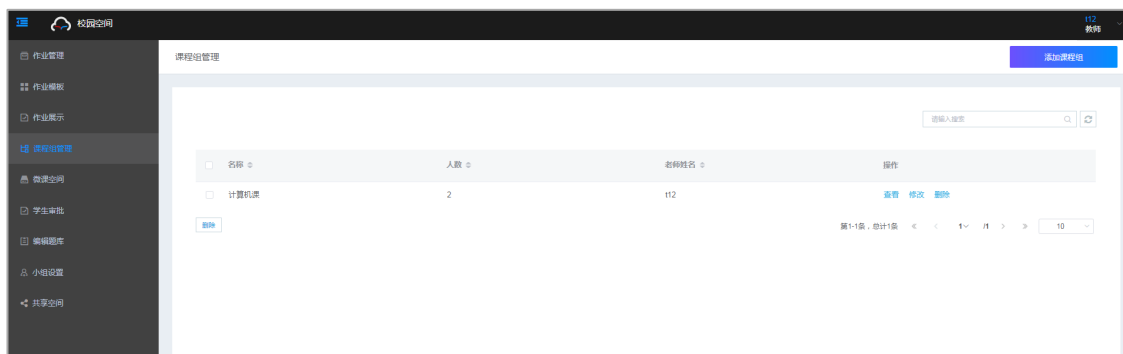 校园空间
t12
教师
作业管理
作业模板
作业展示
课程组管理
微课空间
学生审批
编辑题库
小组设置
共享空间
课程组管理
添加课程组
请输入搜索
名称 人数 老师姓名 操作
计算机课 2 t12 查看 修改 删除
删除
第1-1条，总计1条 « < 1 /1 > » 10